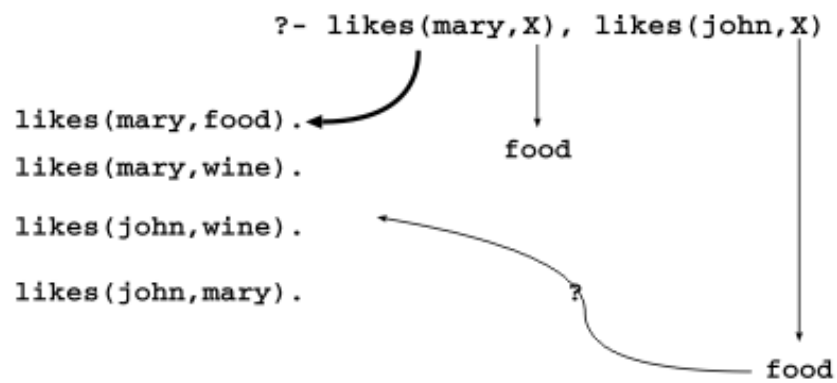 ?- likes(mary,X), likes(john,X)
likes(mary,food).
food
likes(mary,wine).
likes(john,wine).
likes(john,mary).
?
food